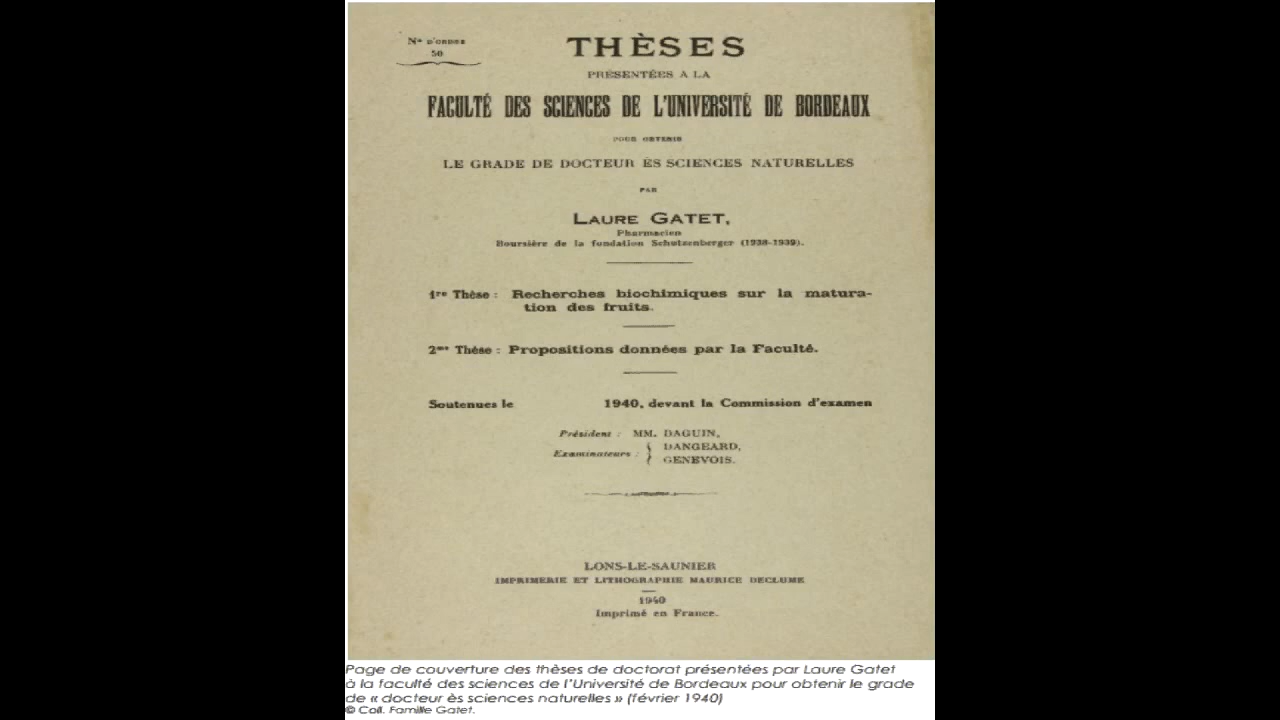 N° D'ORDRE
50
THÈSES
PRÉSENTÉES A LA
FACULTÉ DES SCIENCES DE L'UNIVERSITÉ DE BORDEAUX
POUR OBTENIR
LE GRADE DE DOCTEUR ÈS SCIENCES NATURELLES
PAR
LAURE GATET,
Pharmacien
Boursière de la fondation Schutzenberger (1938-1939).
1re Thèse : Recherches biochimiques sur la matura-
tion des fruits.
2me Thèse : Propositions données par la Faculté.
Soutenues le 1940, devant la Commission d'examen
Président : MM. DAGUIN,
Examinateurs : { DANGEARD,
GENEVOIS.
LONS-LE-SAUNIER
IMPRIMERIE ET LITHOGRAPHIE MAURICE DECLUME
1940
Imprimé en France.
Page de couverture des thèses de doctorat présentées par Laure Gatet
à la faculté des sciences de l'Université de Bordeaux pour obtenir le grade
de « docteur ès sciences naturelles » (février 1940)
© Coll. Famille Gatet.